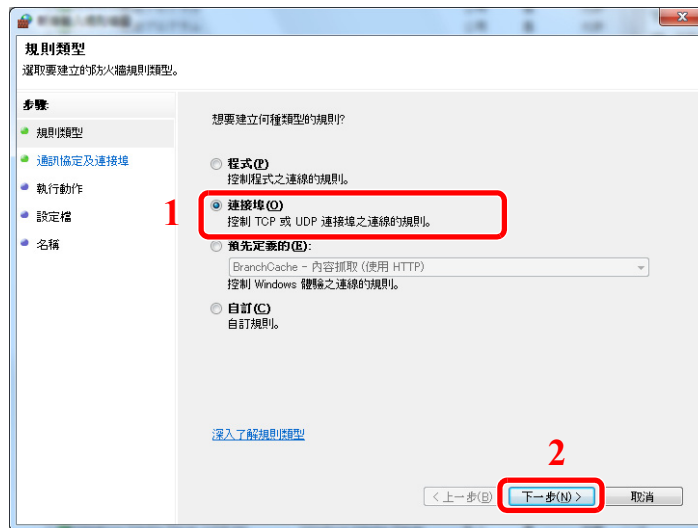 規則類型
選取要建立的防火牆規則類型。
步驟:
規則類型
通訊協定及連接埠
執行動作
設定檔
名稱
想要建立何種類型的規則?
程式(P)
控制程式之連線的規則。
1
連接埠(O)
控制 TCP 或 UDP 連接埠之連線的規則。
預先定義的(E):
BranchCache - 內容抓取 (使用 HTTP)
控制 Windows 體驗之連線的規則。
自訂(C)
自訂規則。
深入了解規則類型
2
< 上一步(B)
下一步(N) >
取消